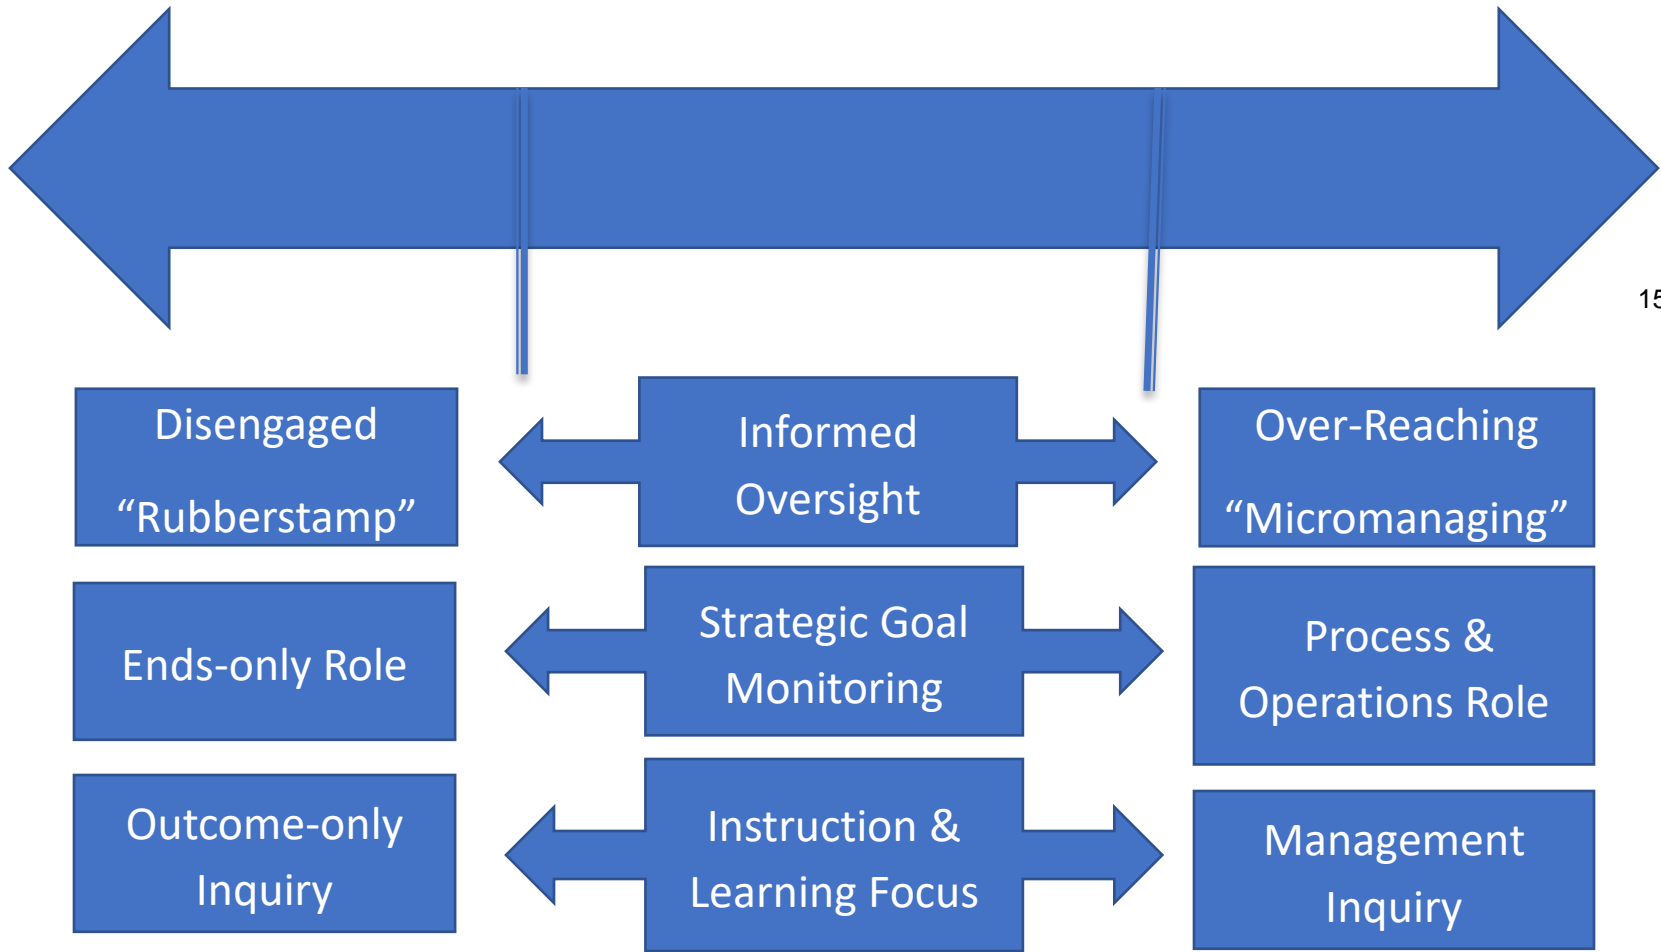 15
Disengaged
“Rubberstamp”
Informed
Oversight
Over-Reaching
“Micromanaging”
Ends-only Role
Strategic Goal
Monitoring
Process &
Operations Role
Outcome-only
Inquiry
Instruction &
Learning Focus
Management
Inquiry